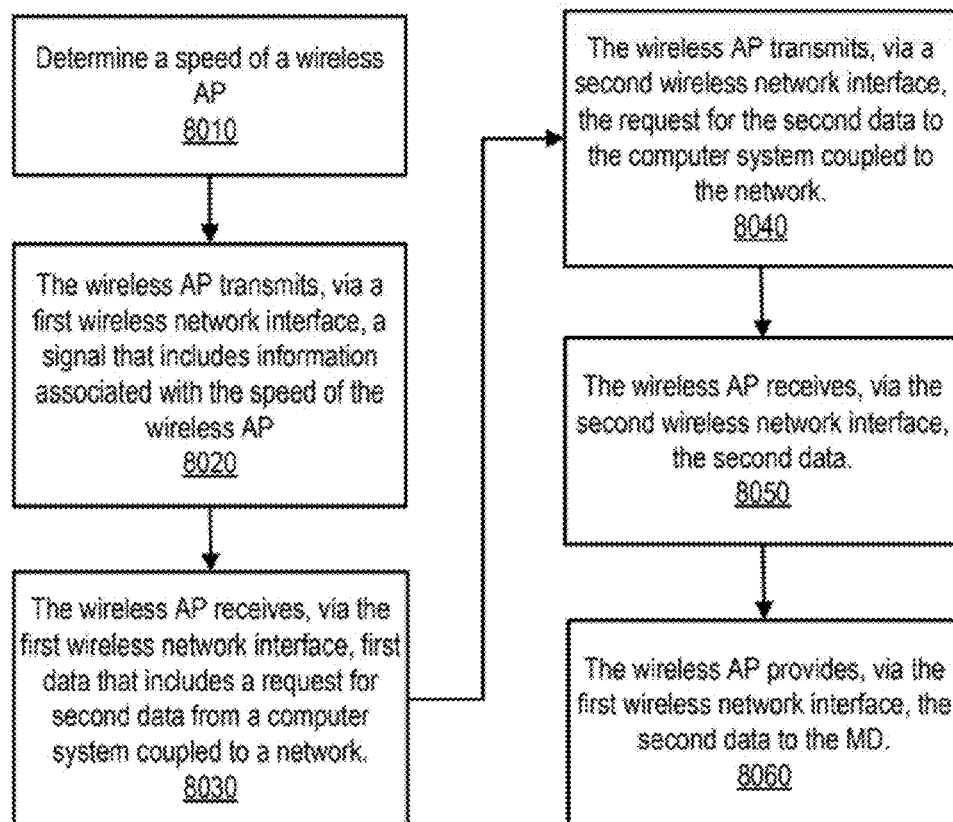 Determine a speed of a wireless
AP
8010
The wireless AP transmits, via a
first wireless network interface, a
signal that includes information
associated with the speed of the
wireless AP
8020
The wireless AP receives, via the
first wireless network interface, first
data that includes a request for
second data from a computer
system coupled to a network.
8030
The wireless AP transmits, via a
second wireless network interface,
the request for the second data to
the computer system coupled to
the network.
8040
The wireless AP receives, via the
second wireless network interface,
the second data.
8050
The wireless AP provides, via the
first wireless network interface, the
second data to the MD.
8060